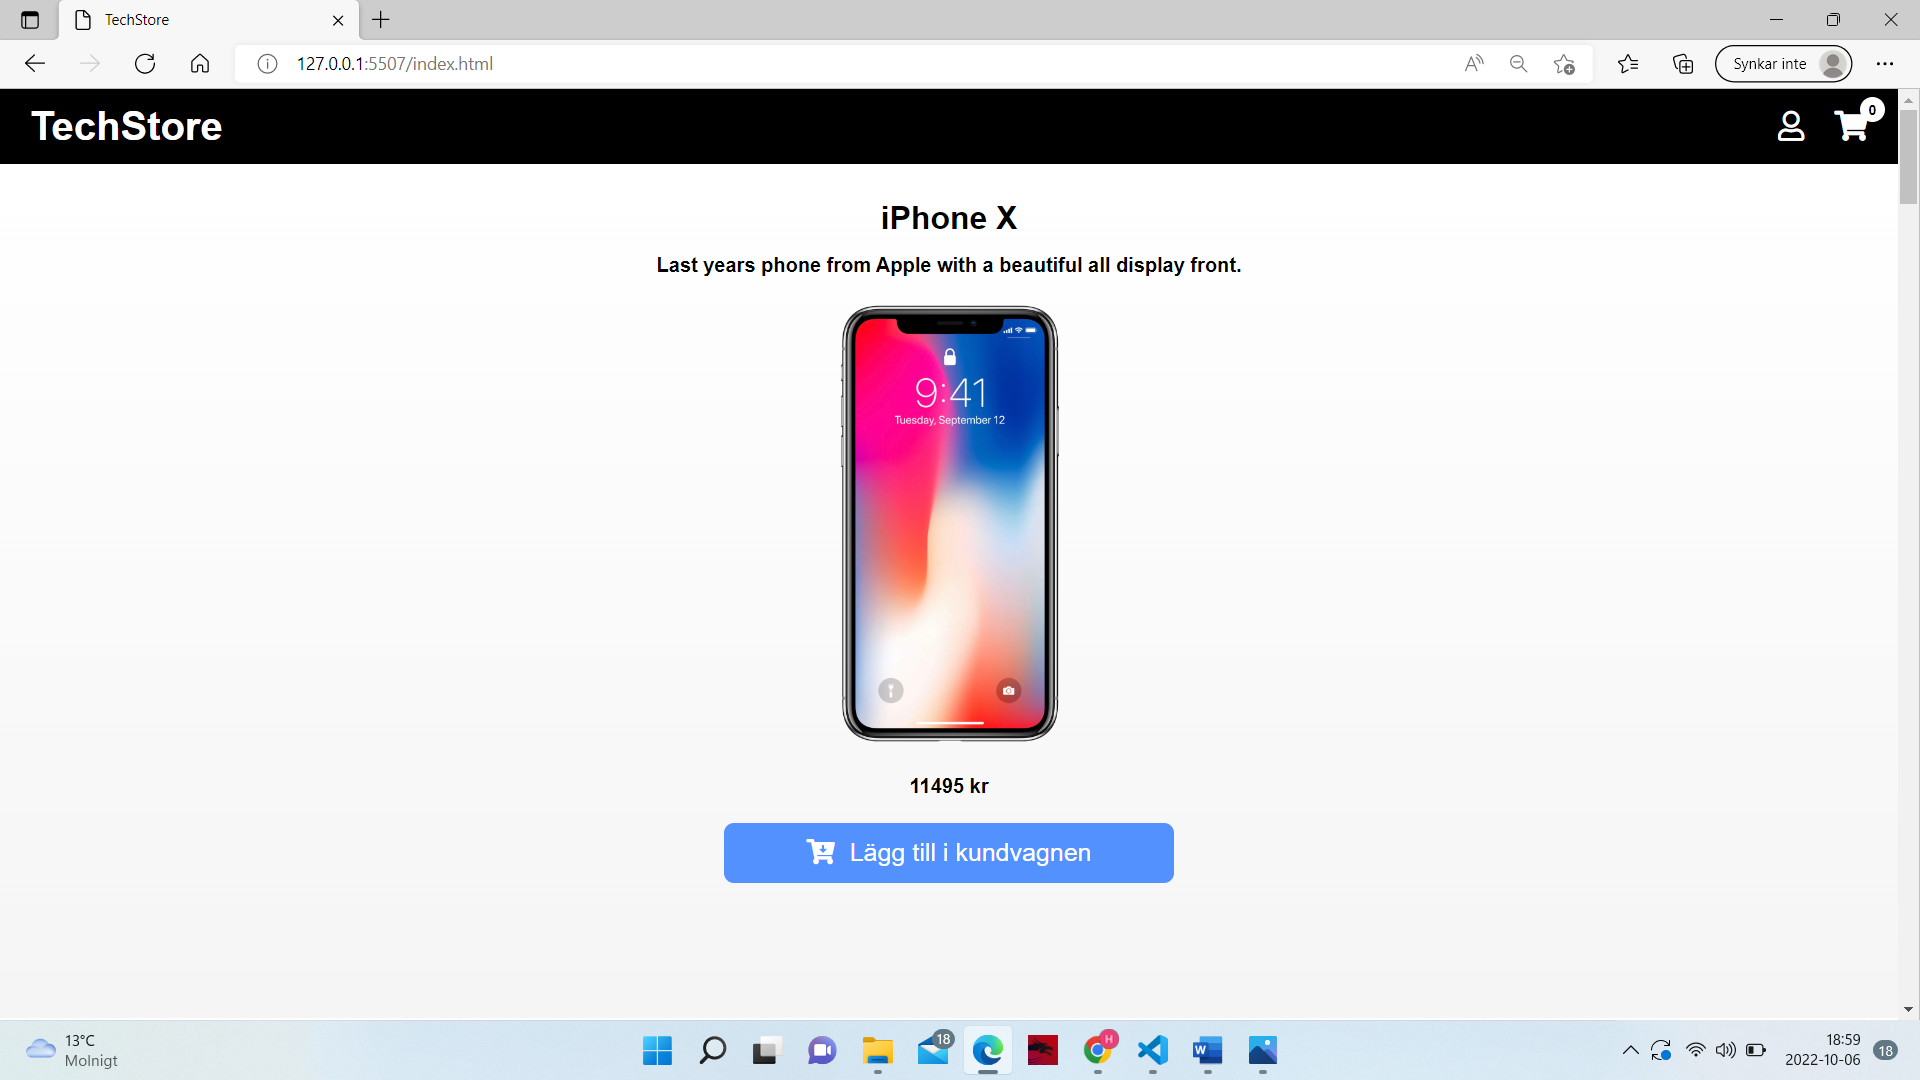 TechStore
127.0.0.1:5507/index.html
A
Synkar inte
TechStore
0
iPhone X
Last years phone from Apple with a beautiful all display front.
9:41
Tuesday, September 12
11495 kr
Lägg till i kundvagnen
13°C
Molnigt
18
H
W
18:59
2022-10-06
18